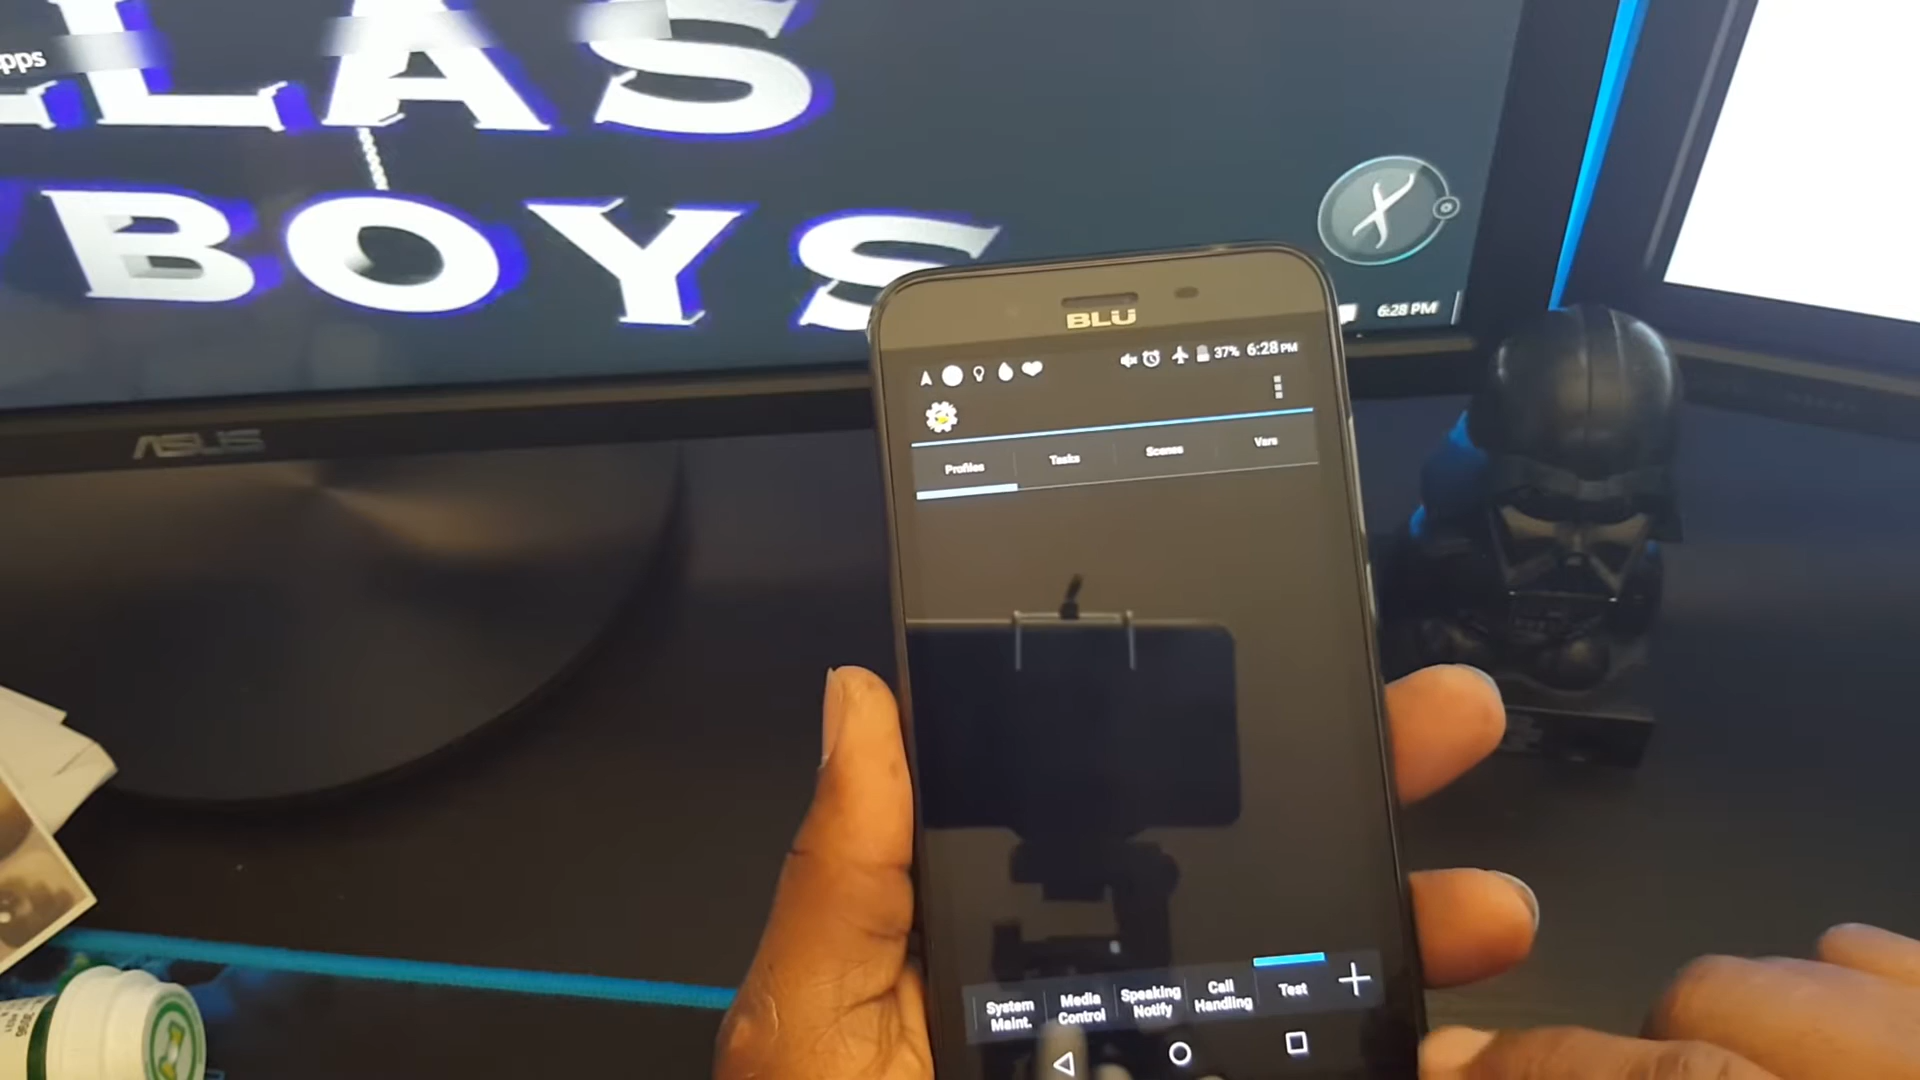 pps
LAS
BOYS
6:28 PM
ASUS
BLU
37% 6:28 PM
Profiles
Tasks
Scenes
Vars
System
Maint.
Media
Control
Speaking
Notify
Call
Handling
Test